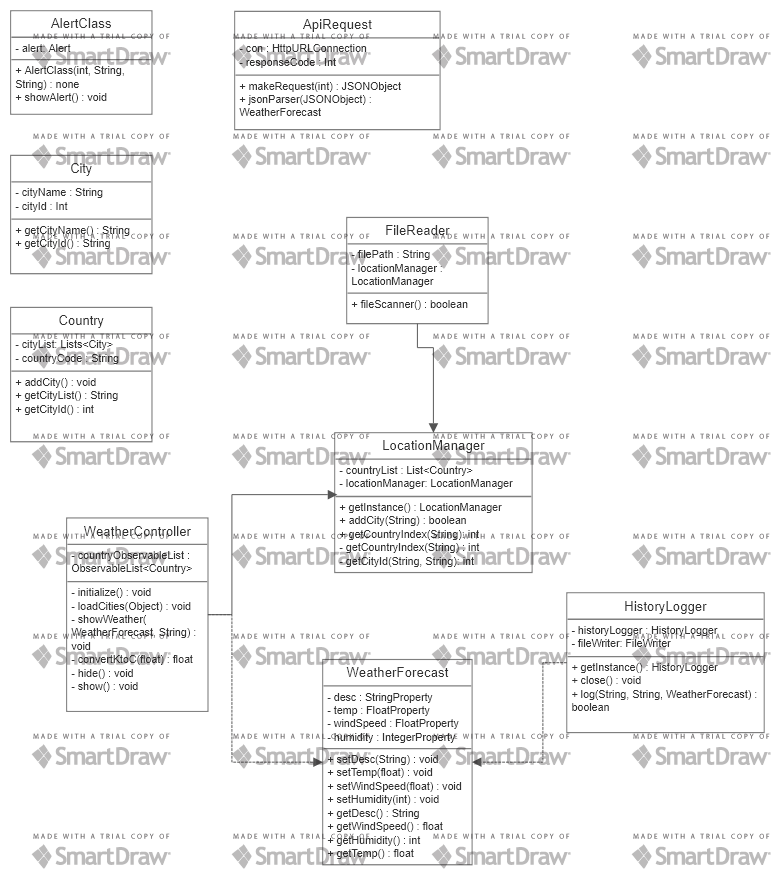 AlertClass
- alert: Alert
+ AlertClass(int, String,
String) : none
+ showAlert() : void
ApiRequest
- con : HttpURLConnection
- responseCode : Int
+ makeRequest(int) : JSONObject
+ jsonParser(JSONObject) :
WeatherForecast
City
- cityName : String
- cityId : Int
+ getCityName() : String
+ getCityId() : String
FileReader
- filePath : String
- locationManager :
LocationManager
+ fileScanner() : boolean
Country
- cityList: Lists<City>
- countryCode : String
+ addCity() : void
+ getCityList() : String
+ getCityId() : int
LocationManager
- countryList : List<Country>
- locationManager: LocationManager
+ getInstance() : LocationManager
+ addCity(String) : boolean
+ getCountryIndex(String): int
- getCountryIndex(String) : int
- getCityId(String, String): int
WeatherController
- countryObservableList :
ObservableList<Country>
- initialize() : void
- loadCities(Object) : void
- showWeather(
WeatherForecast, String) :
void
- convertKtoC(float) : float
- hide() : void
- show() : void
HistoryLogger
- historyLogger : HistoryLogger
- fileWriter: FileWriter
+ getInstance() : HistoryLogger
+ close() : void
+ log(String, String, WeatherForecast) :
boolean
WeatherForecast
- desc : StringProperty
- temp : FloatProperty
- windSpeed : FloatProperty
- humidity : IntegerProperty
+ setDesc(String) : void
+ setTemp(float) : void
+ setWindSpeed(float) : void
+ setHumidity(int) : void
+ getDesc() : String
+ getWindSpeed() : float
+ getHumidity() : int
+ getTemp() : float
MADE WITH A TRIAL COPY OF
SmartDraw